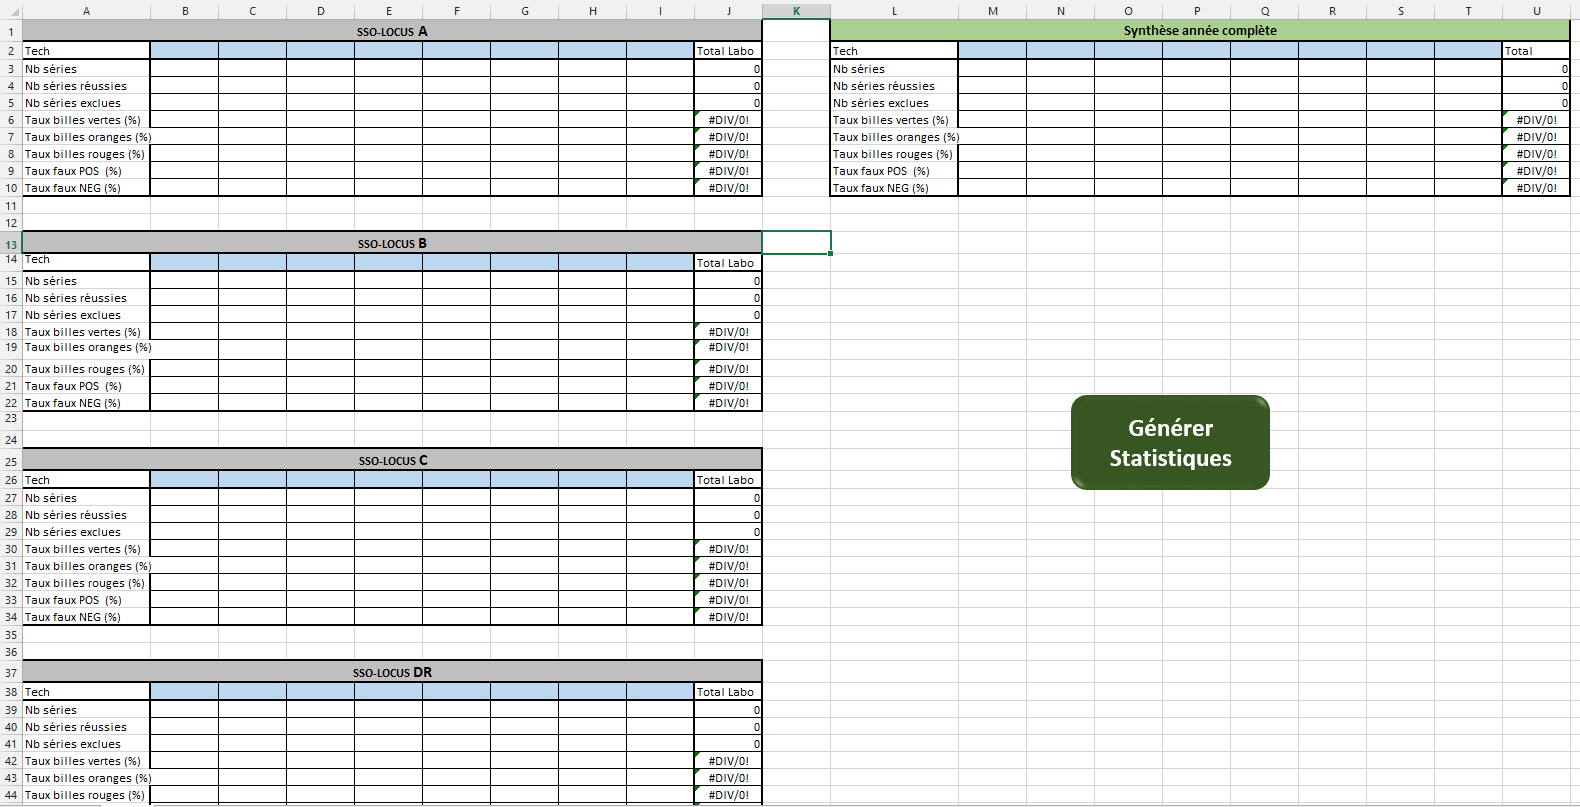 A B C D E F G H I J K L M N O P Q R S T U
1 SSO-LOCUS A Synthèse année complète
2 Tech Total Labo Tech Total
3 Nb séries 0 Nb séries 0
4 Nb séries réussies 0 Nb séries réussies 0
5 Nb séries exclues 0 Nb séries exclues 0
6 Taux billes vertes (%) #DIV/0! Taux billes vertes (%) #DIV/0!
7 Taux billes oranges (%) #DIV/0! Taux billes oranges (%) #DIV/0!
8 Taux billes rouges (%) #DIV/0! Taux billes rouges (%) #DIV/0!
9 Taux faux POS (%) #DIV/0! Taux faux POS (%) #DIV/0!
10 Taux faux NEG (%) #DIV/0! Taux faux NEG (%) #DIV/0!
11
12
13 SSO-LOCUS B
14 Tech Total Labo
15 Nb séries 0
16 Nb séries réussies 0
17 Nb séries exclues 0
18 Taux billes vertes (%) #DIV/0!
19 Taux billes oranges (%) #DIV/0!
20 Taux billes rouges (%) #DIV/0!
21 Taux faux POS (%) #DIV/0!
22 Taux faux NEG (%) #DIV/0!
23
24
Générer
Statistiques
25 SSO-LOCUS C
26 Tech Total Labo
27 Nb séries 0
28 Nb séries réussies 0
29 Nb séries exclues 0
30 Taux billes vertes (%) #DIV/0!
31 Taux billes oranges (%) #DIV/0!
32 Taux billes rouges (%) #DIV/0!
33 Taux faux POS (%) #DIV/0!
34 Taux faux NEG (%) #DIV/0!
35
36
37 SSO-LOCUS DR
38 Tech Total Labo
39 Nb séries 0
40 Nb séries réussies 0
41 Nb séries exclues 0
42 Taux billes vertes (%) #DIV/0!
43 Taux billes oranges (%) #DIV/0!
44 Taux billes rouges (%) #DIV/0!